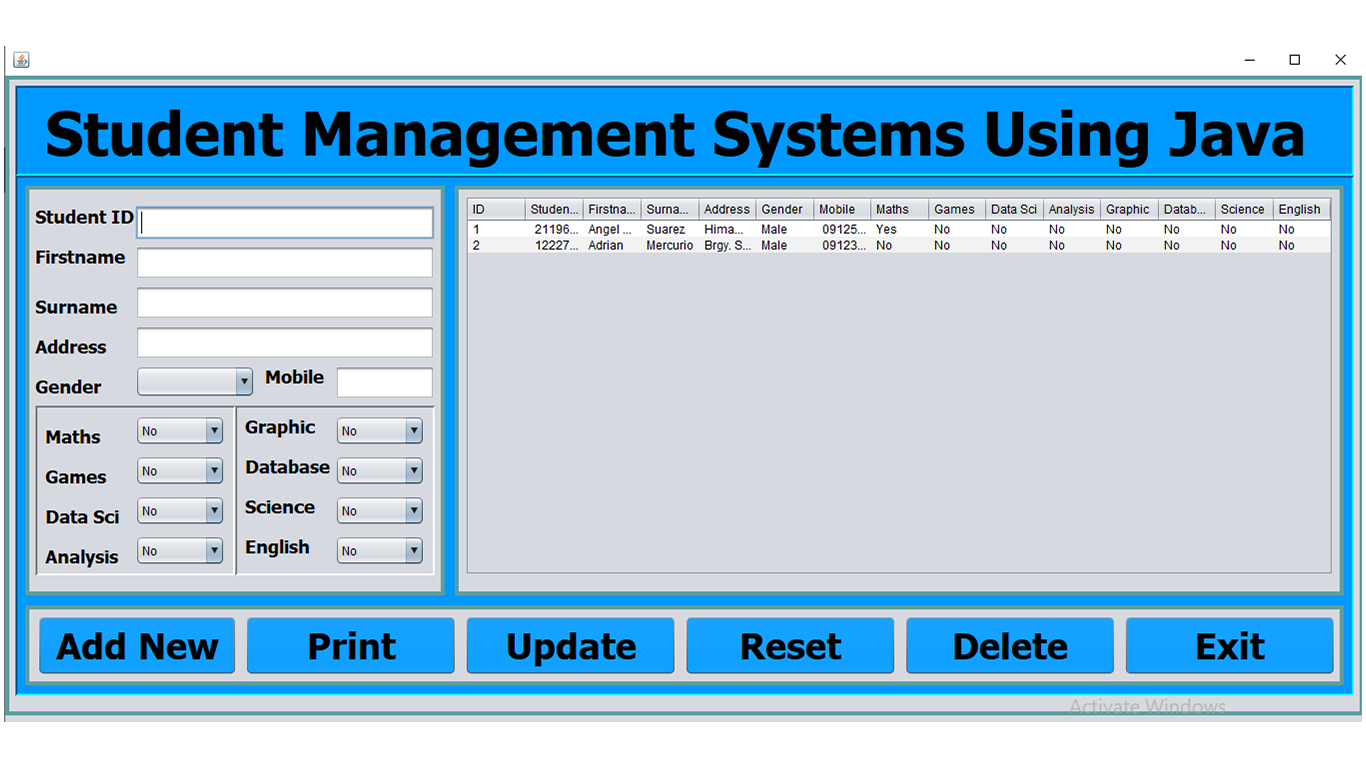 Student Management Systems Using Java
Student ID
Firstname
Surname
Address
Gender Mobile
Maths No Graphic No
Games No Database No
Data Sci No Science No
Analysis No English No
ID Studen... Firstna... Surna... Address Gender Mobile Maths Games Data Sci Analysis Graphic Datab... Science English
1 21196... Angel ... Suarez Hima... Male 09125... Yes No No No No No No No
2 12227... Adrian Mercurio Brgy. S... Male 09123... No No No No No No No No
Add New Print Update Reset Delete Exit
Activate Windows